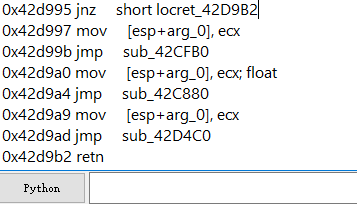 0x42d995 jnz short locret_42D9B2
0x42d997 mov [esp+arg_0], ecx
0x42d99b jmp sub_42CFB0
0x42d9a0 mov [esp+arg_0], ecx; float
0x42d9a4 jmp sub_42C880
0x42d9a9 mov [esp+arg_0], ecx
0x42d9ad jmp sub_42D4C0
0x42d9b2 retn
Python